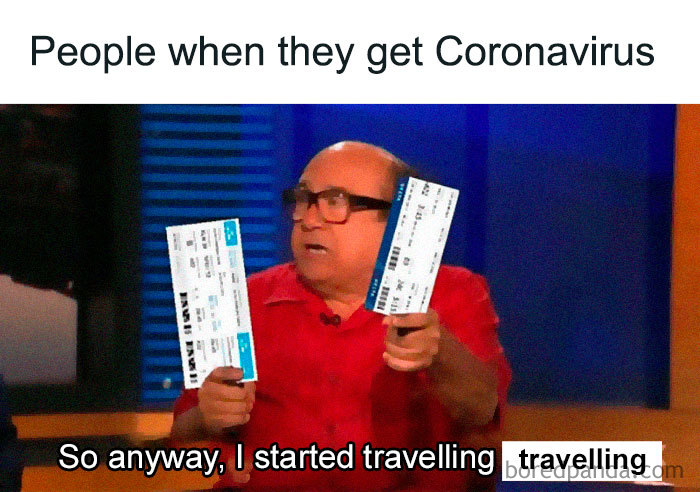 People when they get Coronavirus
So anyway, I started travelling travelling
boredpanda.com